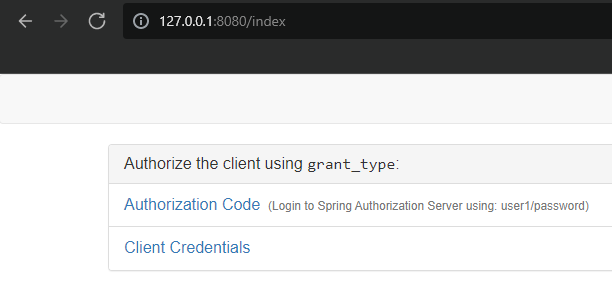 127.0.0.1:8080/index
Authorize the client using grant_type:
Authorization Code (Login to Spring Authorization Server using: user1/password)
Client Credentials